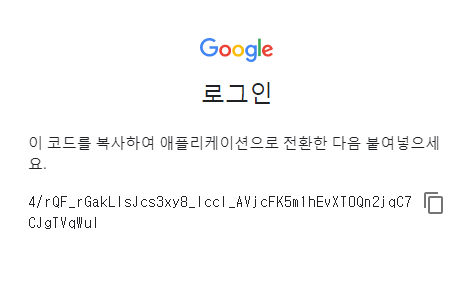 Google
로그인
이 코드를 복사하여 애플리케이션으로 전환한 다음 붙여넣으세
요.
4/rQF_rGakLlsJcs3xy8_lccl_AVjcFK5m1hEvXTOQn2jqC7
CJgTVqWul